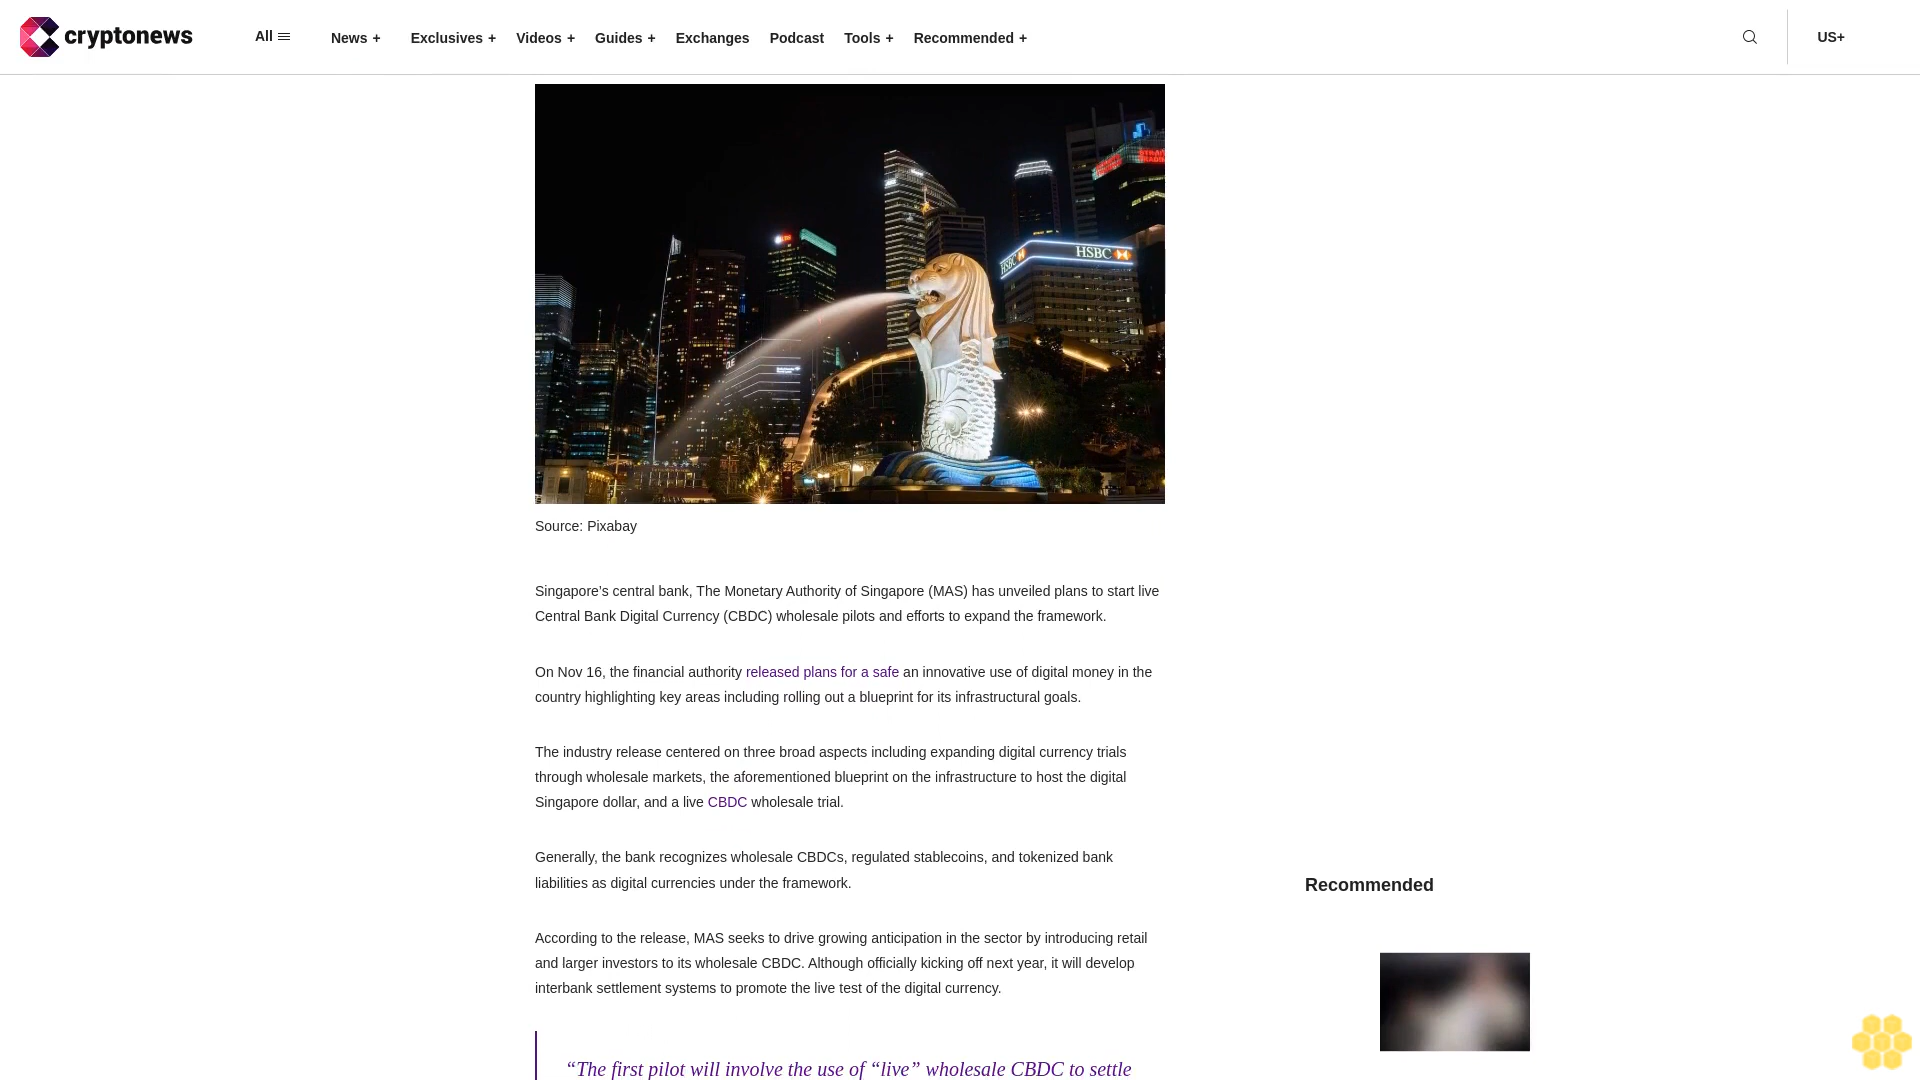 cryptonews All News + Exclusives + Videos + Guides + Exchanges Podcast Tools + Recommended + US+
HSBC
HSBC
Source: Pixabay
Singapore's central bank, The Monetary Authority of Singapore (MAS) has unveiled plans to start live
Central Bank Digital Currency (CBDC) wholesale pilots and efforts to expand the framework.
On Nov 16, the financial authority released plans for a safe an innovative use of digital money in the
country highlighting key areas including rolling out a blueprint for its infrastructural goals.
The industry release centered on three broad aspects including expanding digital currency trials
through wholesale markets, the aforementioned blueprint on the infrastructure to host the digital
Singapore dollar, and a live CBDC wholesale trial.
Generally, the bank recognizes wholesale CBDCs, regulated stablecoins, and tokenized bank
liabilities as digital currencies under the framework.
According to the release, MAS seeks to drive growing anticipation in the sector by introducing retail
and larger investors to its wholesale CBDC. Although officially kicking off next year, it will develop
interbank settlement systems to promote the live test of the digital currency.
“The first pilot will involve the use of “live” wholesale CBDC to settle
Recommended